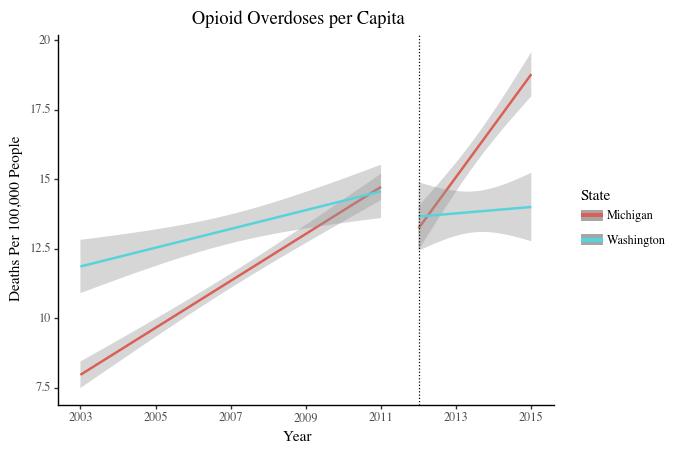 Opioid Overdoses per Capita
20
17.5
15
12.5
10
7.5
Deaths Per 100,000 People
2003 2005 2007 2009 2011 2013 2015
Year
State
Michigan
Washington